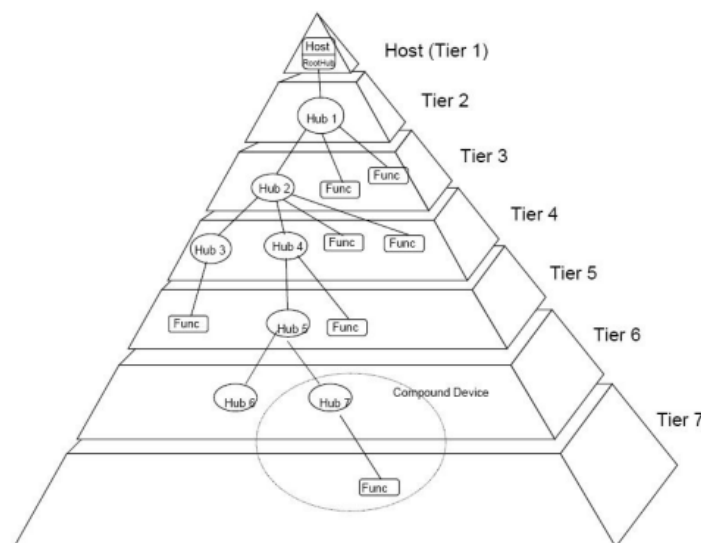 Host
RootHub
Host (Tier 1)
Hub 1
Tier 2
Hub 2
Func
Func
Tier 3
Hub 3
Hub 4
Func
Func
Tier 4
Func
Hub 5
Func
Tier 5
Hub 6
Hub 7
Compound Device
Tier 6
Func
Tier 7